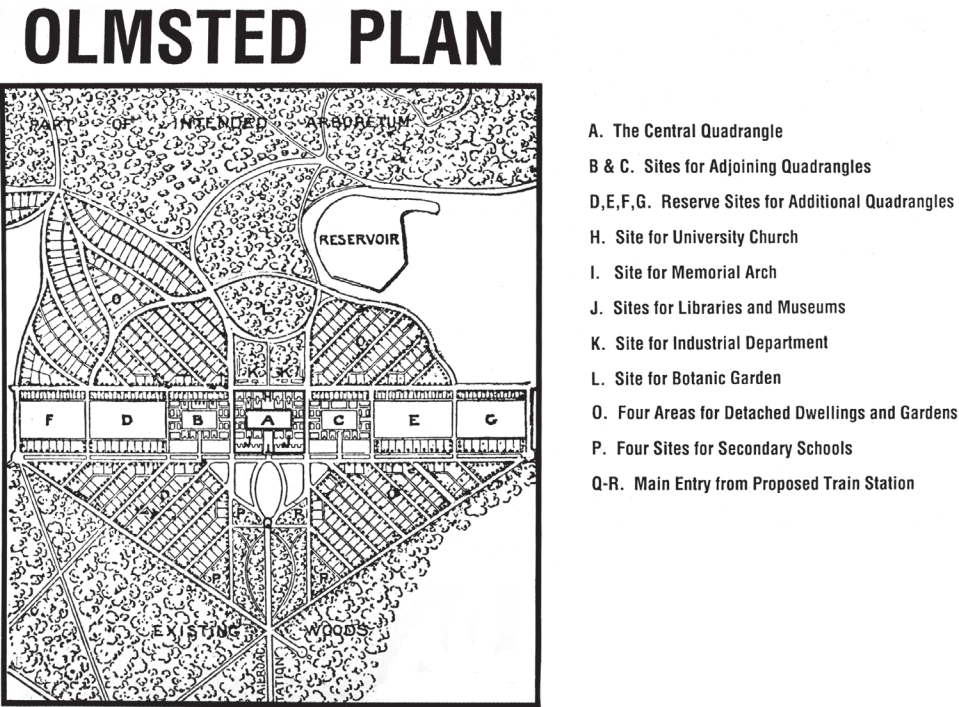 OLMSTED PLAN
PART OF INTENDED ARBORETUM
RESERVOIR
O
L
O
K K
H
F D B A C E G
O O
P P
P P
EXISTING WOODS
RAILROAD
A. The Central Quadrangle
B & C. Sites for Adjoining Quadrangles
D,E,F,G. Reserve Sites for Additional Quadrangles
H. Site for University Church
I. Site for Memorial Arch
J. Sites for Libraries and Museums
K. Site for Industrial Department
L. Site for Botanic Garden
O. Four Areas for Detached Dwellings and Gardens
P. Four Sites for Secondary Schools
Q-R. Main Entry from Proposed Train Station